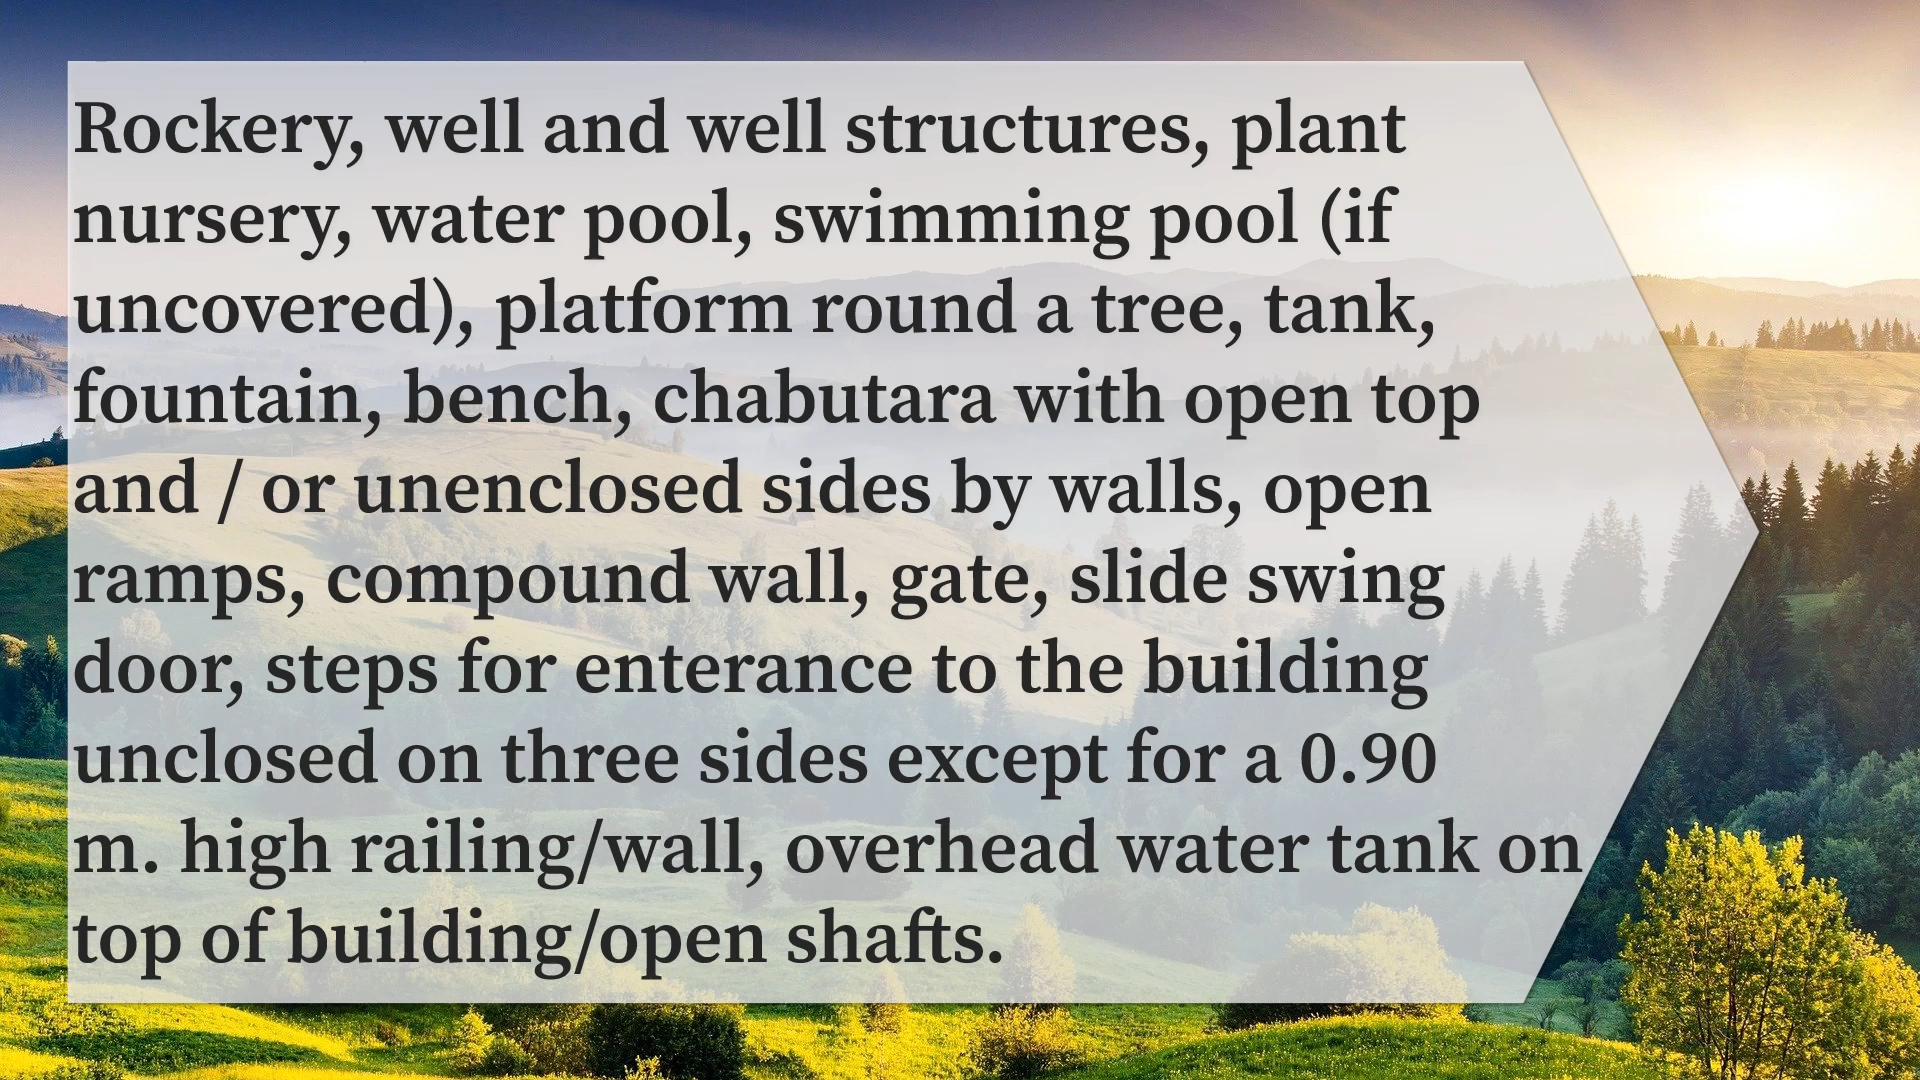 Rockery, well and well structures, plant
nursery, water pool, swimming pool (if
uncovered), platform round a tree, tank,
fountain, bench, chabutara with open top
and / or unenclosed sides by walls, open
ramps, compound wall, gate, slide swing
door, steps for enterance to the building
unclosed on three sides except for a 0.90
m. high railing/wall, overhead water tank on
top of building/open shafts.